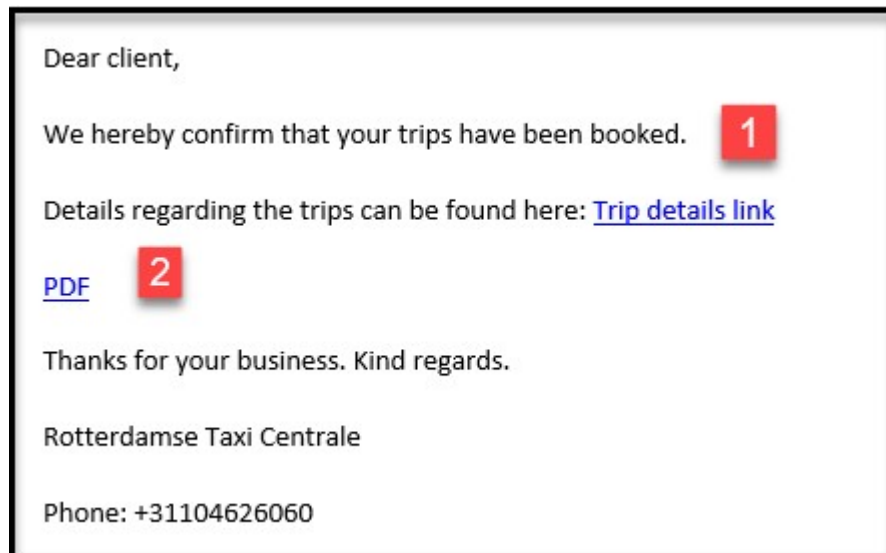 Dear client,
We hereby confirm that your trips have been booked. 1
Details regarding the trips can be found here: Trip details link
PDF 2
Thanks for your business. Kind regards.
Rotterdamse Taxi Centrale
Phone: +31104626060